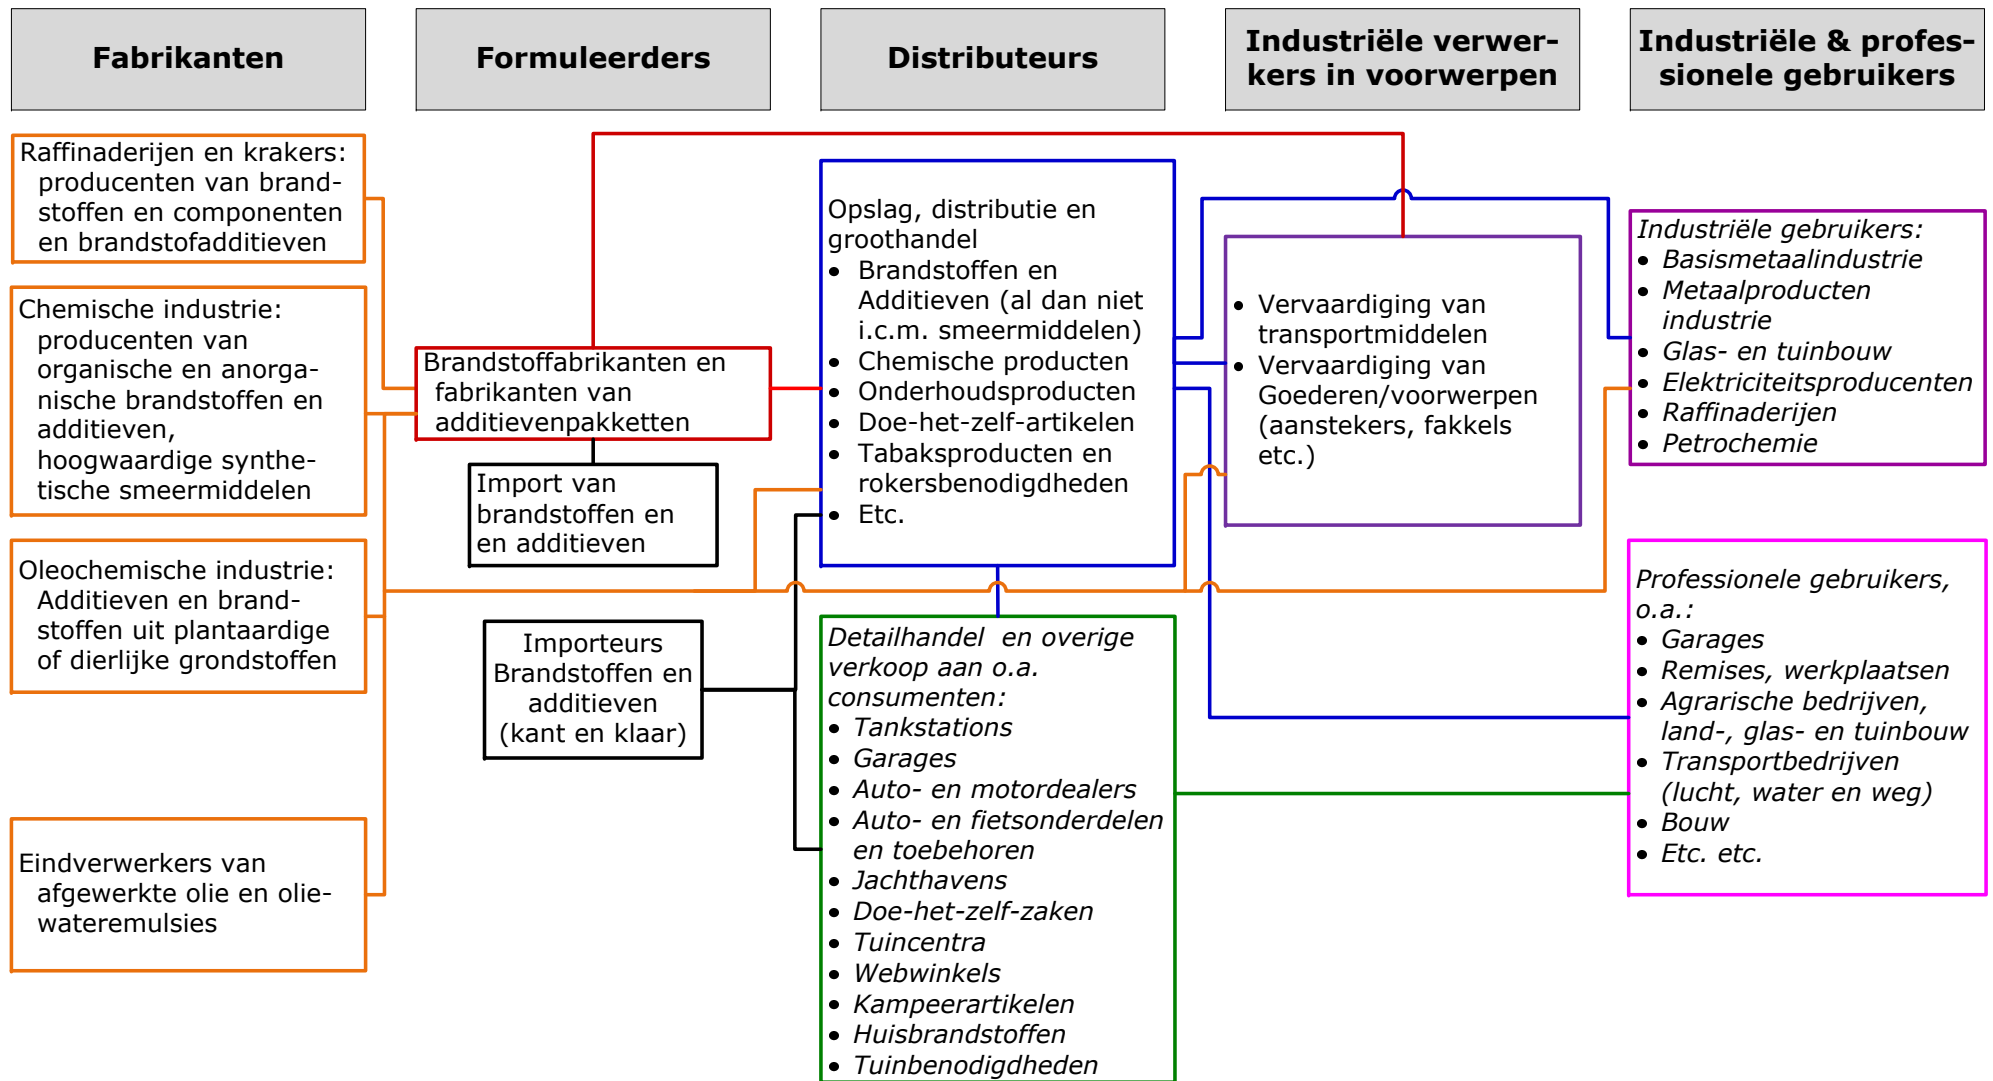 Fabrikanten
Formuleerders
Distributeurs
Industriële verwer-
kers in voorwerpen
Industriële & profes-
sionele gebruikers
Raffinaderijen en krakers:
producenten van brand-
stoffen en componenten
en brandstofadditieven
Chemische industrie:
producenten van
organische en anorga-
nische brandstoffen en
additieven,
hoogwaardige synthe-
tische smeermiddelen
Oleochemische industrie:
Additieven en brand-
stoffen uit plantaardige
of dierlijke grondstoffen
Eindverwerkers van
afgewerkte olie en olie-
wateremulsies
Brandstoffabrikanten en
fabrikanten van
additievenpakketten
Import van
brandstoffen en
en additieven
Importeurs
Brandstoffen en
additieven
(kant en klaar)
Opslag, distributie en
groothandel
• Brandstoffen en
Additieven (al dan niet
i.c.m. smeermiddelen)
• Chemische producten
• Onderhoudsproducten
• Doe-het-zelf-artikelen
• Tabaksproducten en
rokersbenodigdheden
• Etc.
Detailhandel en overige
verkoop aan o.a.
consumenten:
• Tankstations
• Garages
• Auto- en motordealers
• Auto- en fietsonderdelen
en toebehoren
• Jachthavens
• Doe-het-zelf-zaken
• Tuincentra
• Webwinkels
• Kampeerartikelen
• Huisbrandstoffen
• Tuinbenodigdheden
• Vervaardiging van
transportmiddelen
• Vervaardiging van
Goederen/voorwerpen
(aanstekers, fakkels
etc.)
Industriële gebruikers:
• Basismetaalindustrie
• Metaalproducten
industrie
• Glas- en tuinbouw
• Elektriciteitsproducenten
• Raffinaderijen
• Petrochemie
Professionele gebruikers,
o.a.:
• Garages
• Remises, werkplaatsen
• Agrarische bedrijven,
land-, glas- en tuinbouw
• Transportbedrijven
(lucht, water en weg)
• Bouw
• Etc. etc.